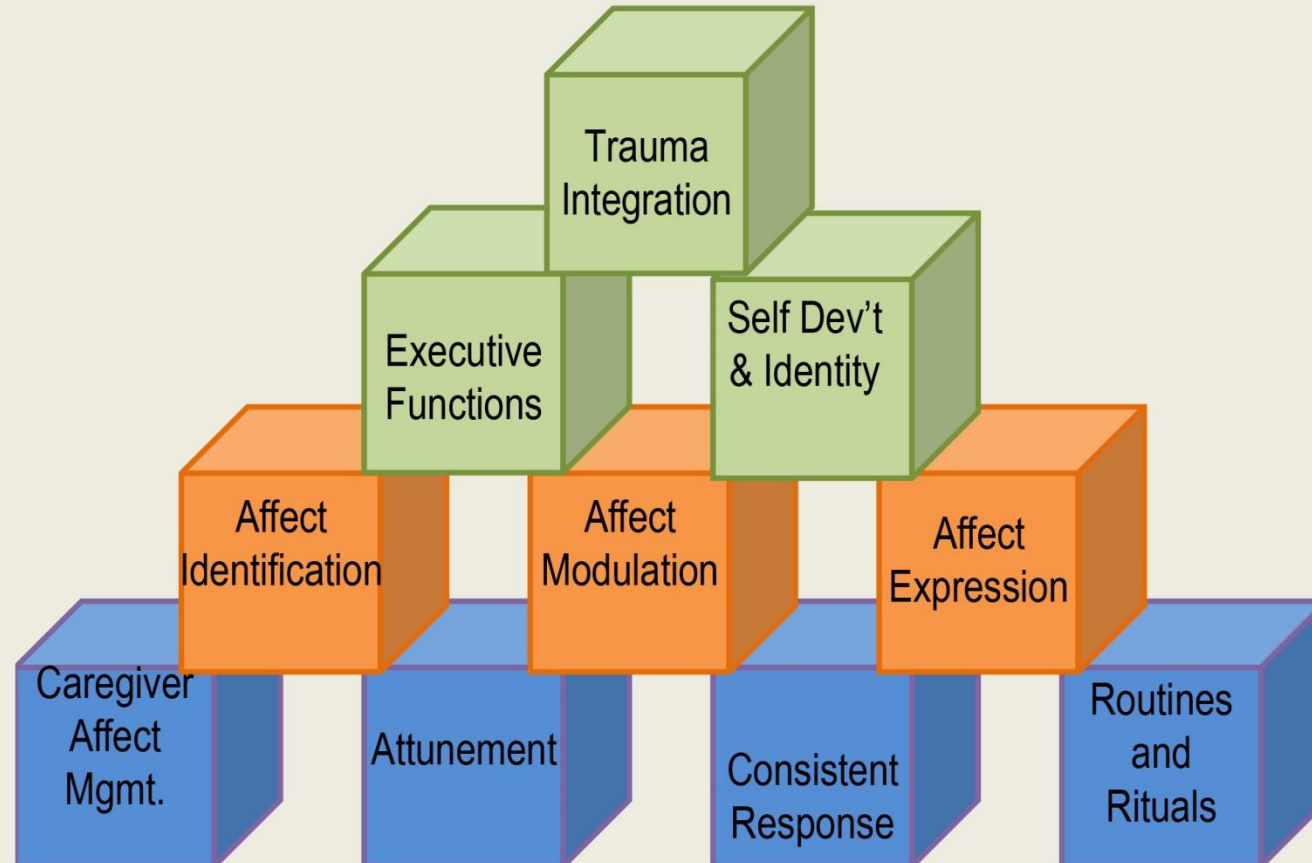 Trauma
Integration
Executive
Functions
Self Dev’t
& Identity
Affect
Identification
Affect
Modulation
Affect
Expression
Caregiver
Affect
Mgmt.
Attunement
Consistent
Response
Routines
and
Rituals